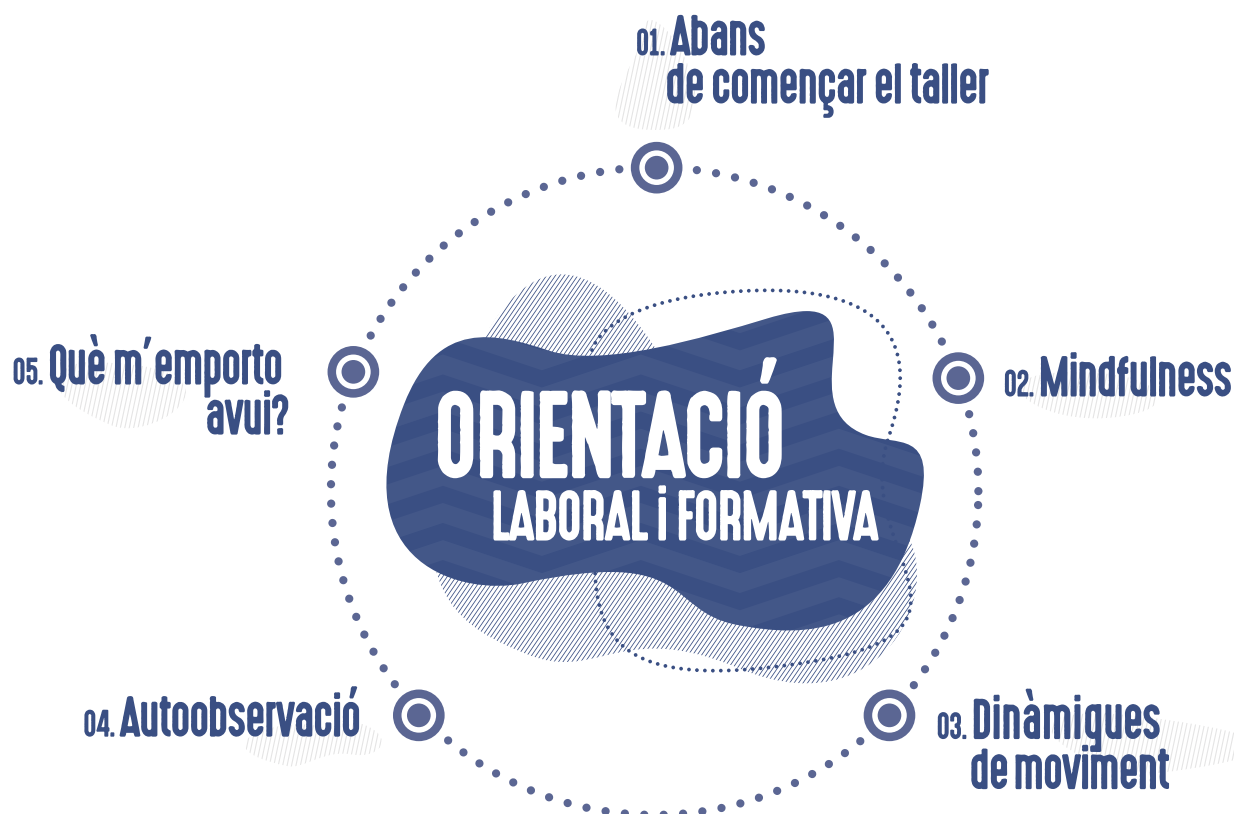 01. Abans
de començar el taller
ORIENTACIÓ
LABORAL i FORMATIVA
02. Mindfulness
03. Dinàmiques
de moviment
04. Autoobservació
05. Què m´emporto
avui?